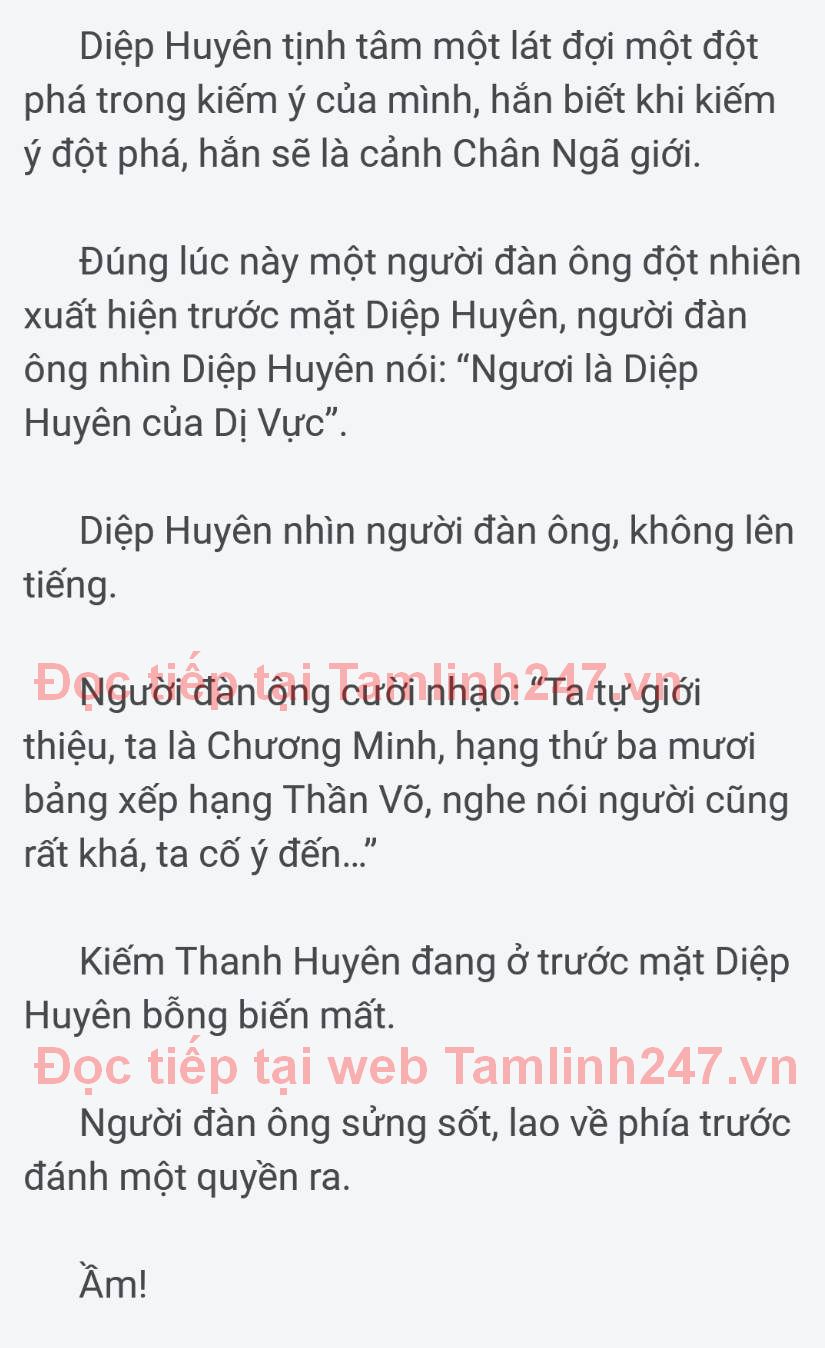 Diệp Huyên tịnh tâm một lát đợi một đột
phá trong kiếm ý của mình, hắn biết khi kiếm
ý đột phá, hắn sẽ là cảnh Chân Ngã giới.
Đúng lúc này một người đàn ông đột nhiên
xuất hiện trước mặt Diệp Huyên, người đàn
ông nhìn Diệp Huyên nói: “Ngươi là Diệp
Huyên của Dị Vực”.
Diệp Huyên nhìn người đàn ông, không lên
tiếng.
Đọc tiếp tại Tamlinh247.vn
Người đàn ông cười nhạo: “Ta tự giới
thiệu, ta là Chương Minh, hạng thứ ba mươi
bảng xếp hạng Thần Võ, nghe nói người cũng
rất khá, ta cố ý đến...”
Kiếm Thanh Huyên đang ở trước mặt Diệp
Huyên bỗng biến mất.
Đọc tiếp tại web Tamlinh247.vn
Người đàn ông sửng sốt, lao về phía trước
đánh một quyền ra.
Ầm!